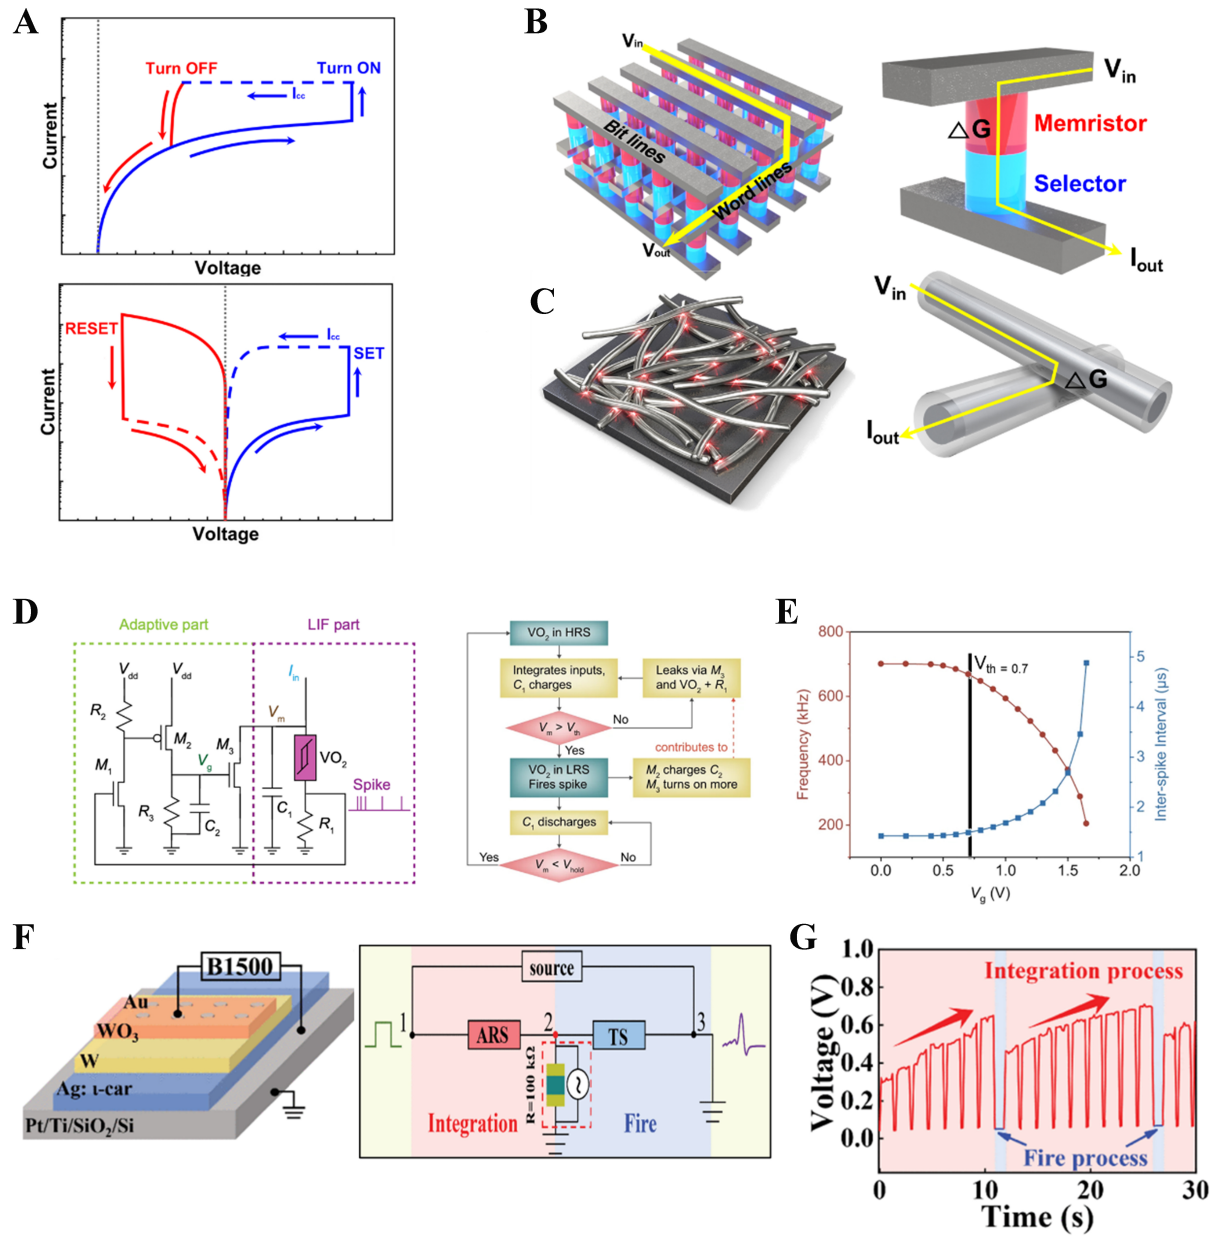 A
Turn OFF
Turn ON
Icc
Current
Voltage
RESET
Icc
SET
Current
Voltage
B
Vin
Bit lines
Word lines
Vout
Vin
△G
Memristor
Selector
Iout
C
Vin
△G
Iout
D
Adaptive part
LIF part
Vdd
Vdd
Iin
R2
Vm
M2
M3
VO2
Vg
M1
Spike
R3
C2
C1
R1
VO2 in HRS
Integrates inputs,
C1 charges
Leaks via M3
and VO2 + R1
No
Vm > Vth
Yes
contributes to
VO2 in LRS
Fires spike
M2 charges C2
M3 turns on more
C1 discharges
Yes
No
Vm < Vhold
E
800
600
400
200
Frequency (kHz)
Vth = 0.7
5
4
3
2
1
Inter-spike Interval (μs)
0.0
0.5
1.0
1.5
2.0
Vg (V)
F
B1500
Au
WO3
W
Ag: ι-car
Pt/Ti/SiO2/Si
source
1
2
3
ARS
TS
R=100 kΩ
Integration
Fire
G
1.0
0.8
0.6
0.4
0.2
0.0
Voltage (V)
Integration process
Fire process
0
10
20
30
Time (s)